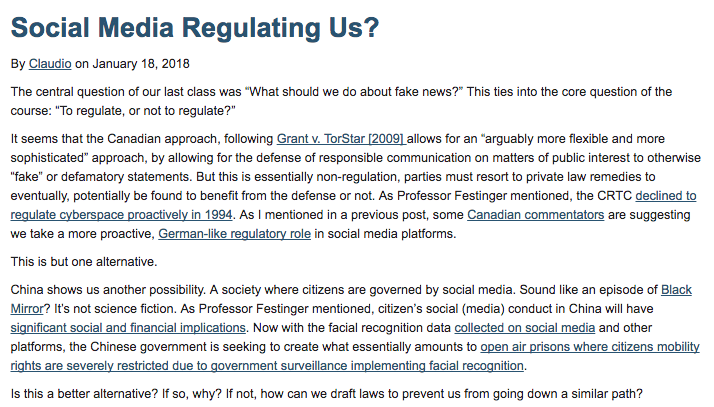 Social Media Regulating Us?
By Claudio on January 18, 2018
The central question of our last class was “What should we do about fake news?” This ties into the core question of the
course: “To regulate, or not to regulate?”
It seems that the Canadian approach, following Grant v. TorStar [2009] allows for an “arguably more flexible and more
sophisticated” approach, by allowing for the defense of responsible communication on matters of public interest to otherwise
“fake” or defamatory statements. But this is essentially non-regulation, parties must resort to private law remedies to
eventually, potentially be found to benefit from the defense or not. As Professor Festinger mentioned, the CRTC declined to
regulate cyberspace proactively in 1994. As I mentioned in a previous post, some Canadian commentators are suggesting
we take a more proactive, German-like regulatory role in social media platforms.
This is but one alternative.
China shows us another possibility. A society where citizens are governed by social media. Sound like an episode of Black
Mirror? It’s not science fiction. As Professor Festinger mentioned, citizen’s social (media) conduct in China will have
significant social and financial implications. Now with the facial recognition data collected on social media and other
platforms, the Chinese government is seeking to create what essentially amounts to open air prisons where citizens mobility
rights are severely restricted due to government surveillance implementing facial recognition.
Is this a better alternative? If so, why? If not, how can we draft laws to prevent us from going down a similar path?